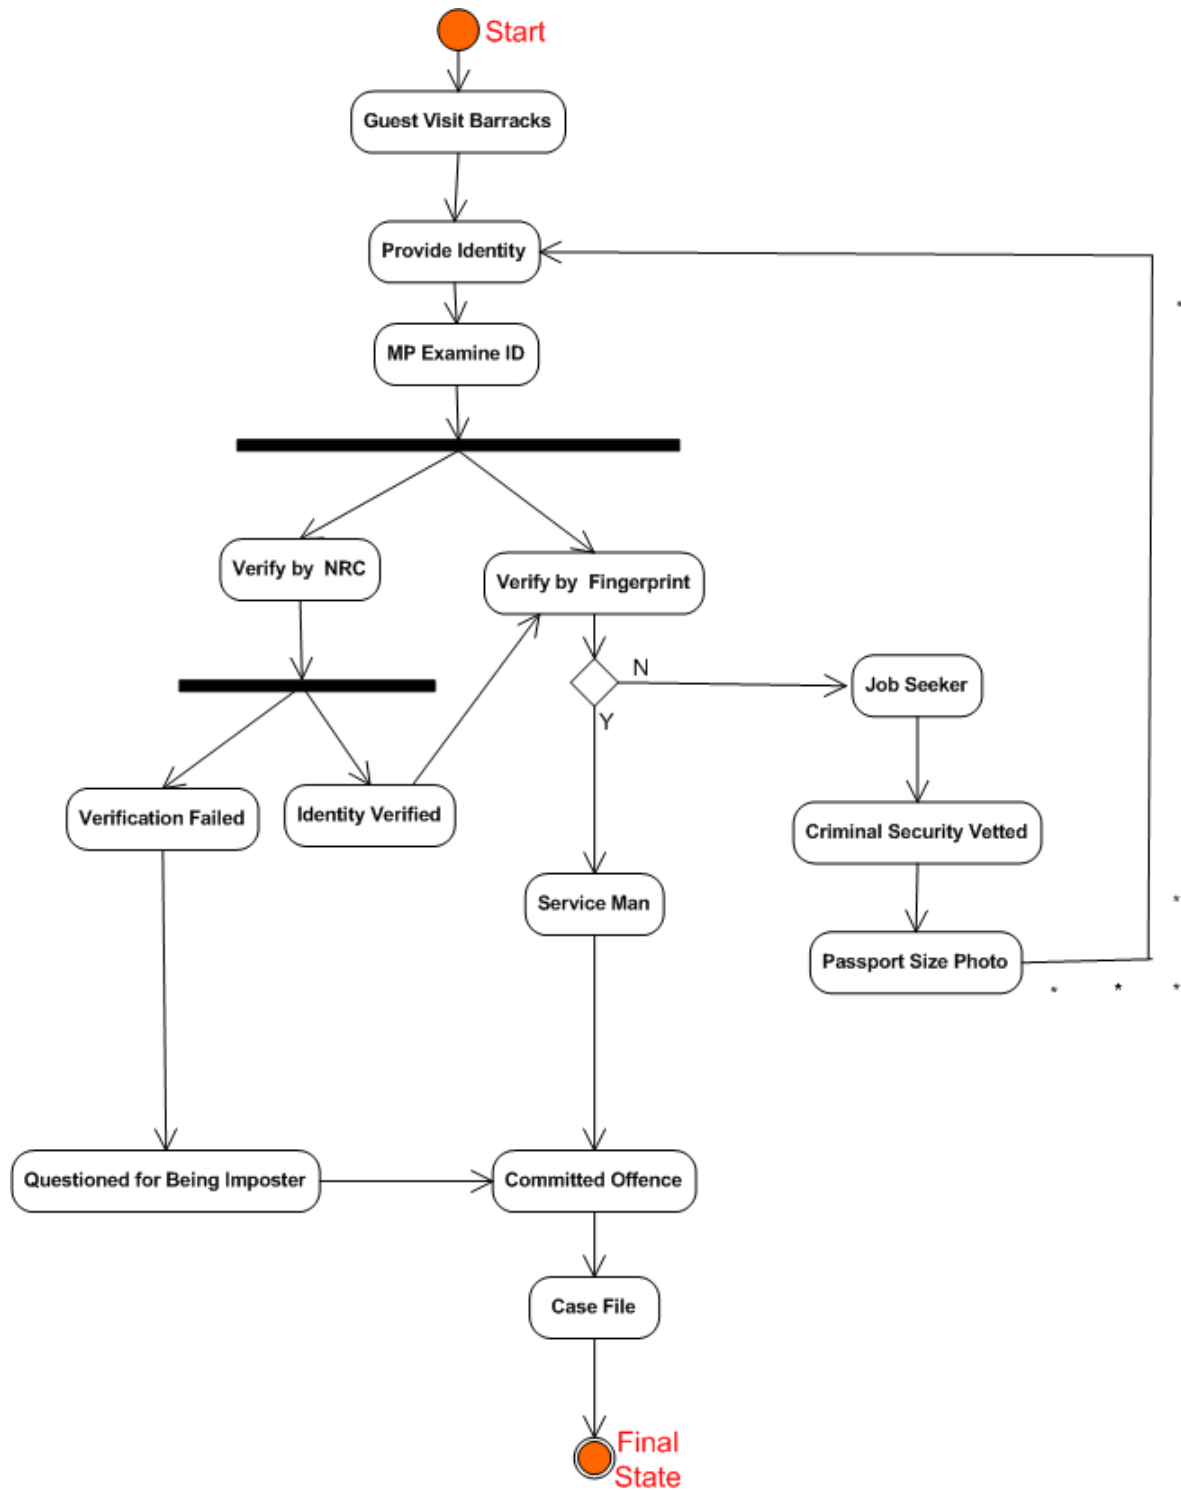 Start
Guest Visit Barracks
Provide Identity
*
MP Examine ID
Verify by  NRC
Verify by  Fingerprint
N
Job Seeker
Y
Verification Failed
Identity Verified
Criminal Security Vetted
Service Man
*
Passport Size Photo
* * *
Questioned for Being Imposter
Committed Offence
Case File
Final
State